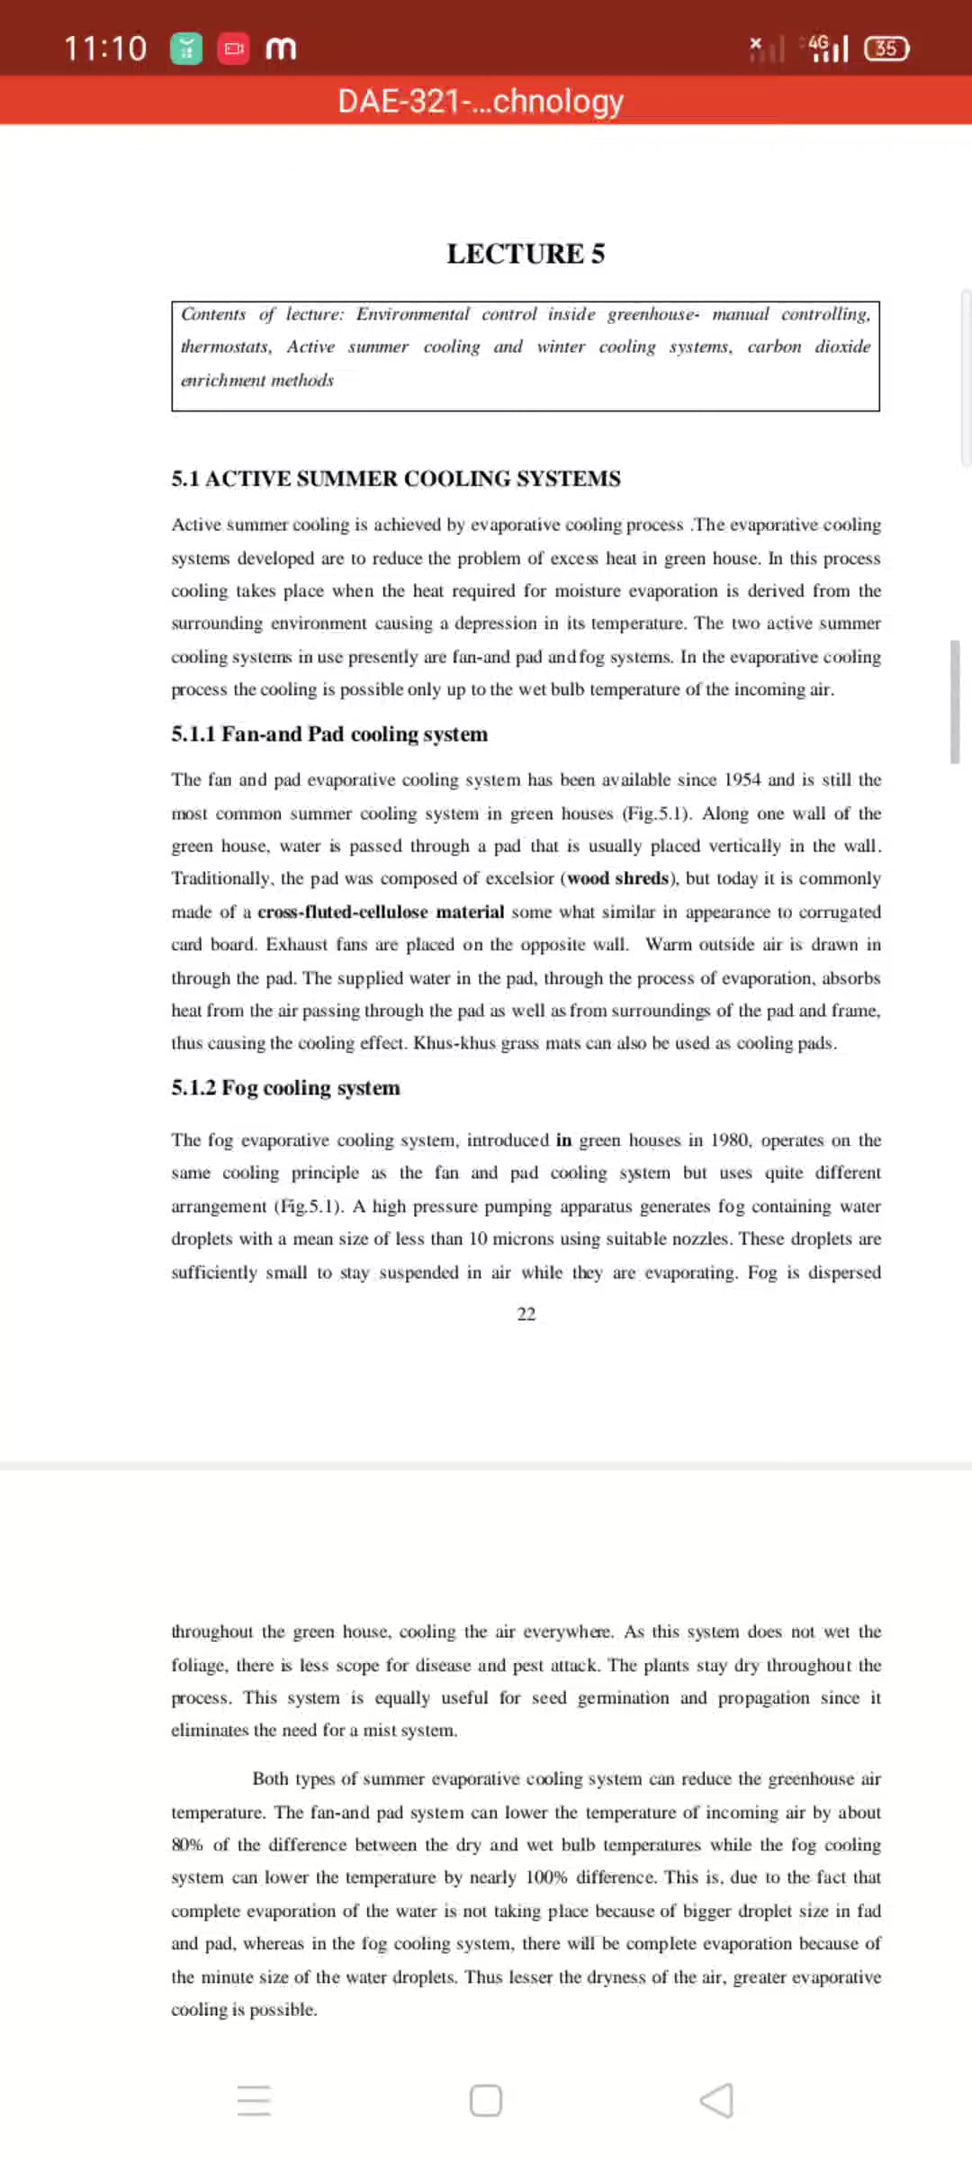 11:10 m 4G 35
DAE-321-...chnology
LECTURE 5
Contents of lecture: Environmental control inside greenhouse- manual controlling,
thermostats, Active summer cooling and winter cooling systems, carbon dioxide
enrichment methods
5.1 ACTIVE SUMMER COOLING SYSTEMS
Active summer cooling is achieved by evaporative cooling process .The evaporative cooling
systems developed are to reduce the problem of excess heat in green house. In this process
cooling takes place when the heat required for moisture evaporation is derived from the
surrounding environment causing a depression in its temperature. The two active summer
cooling systems in use presently are fan-and pad and fog systems. In the evaporative cooling
process the cooling is possible only up to the wet bulb temperature of the incoming air.
5.1.1 Fan-and Pad cooling system
The fan and pad evaporative cooling system has been available since 1954 and is still the
most common summer cooling system in green houses (Fig.5.1). Along one wall of the
green house, water is passed through a pad that is usually placed vertically in the wall.
Traditionally, the pad was composed of excelsior (wood shreds), but today it is commonly
made of a cross-fluted-cellulose material some what similar in appearance to corrugated
card board. Exhaust fans are placed on the opposite wall. Warm outside air is drawn in
through the pad. The supplied water in the pad, through the process of evaporation, absorbs
heat from the air passing through the pad as well as from surroundings of the pad and frame,
thus causing the cooling effect. Khus-khus grass mats can also be used as cooling pads.
5.1.2 Fog cooling system
The fog evaporative cooling system, introduced in green houses in 1980, operates on the
same cooling principle as the fan and pad cooling system but uses quite different
arrangement (Fig.5.1). A high pressure pumping apparatus generates fog containing water
droplets with a mean size of less than 10 microns using suitable nozzles. These droplets are
sufficiently small to stay suspended in air while they are evaporating. Fog is dispersed
22
throughout the green house, cooling the air everywhere. As this system does not wet the
foliage, there is less scope for disease and pest attack. The plants stay dry throughout the
process. This system is equally useful for seed germination and propagation since it
eliminates the need for a mist system.
Both types of summer evaporative cooling system can reduce the greenhouse air
temperature. The fan-and pad system can lower the temperature of incoming air by about
80% of the difference between the dry and wet bulb temperatures while the fog cooling
system can lower the temperature by nearly 100% difference. This is, due to the fact that
complete evaporation of the water is not taking place because of bigger droplet size in fad
and pad, whereas in the fog cooling system, there will be complete evaporation because of
the minute size of the water droplets. Thus lesser the dryness of the air, greater evaporative
cooling is possible.